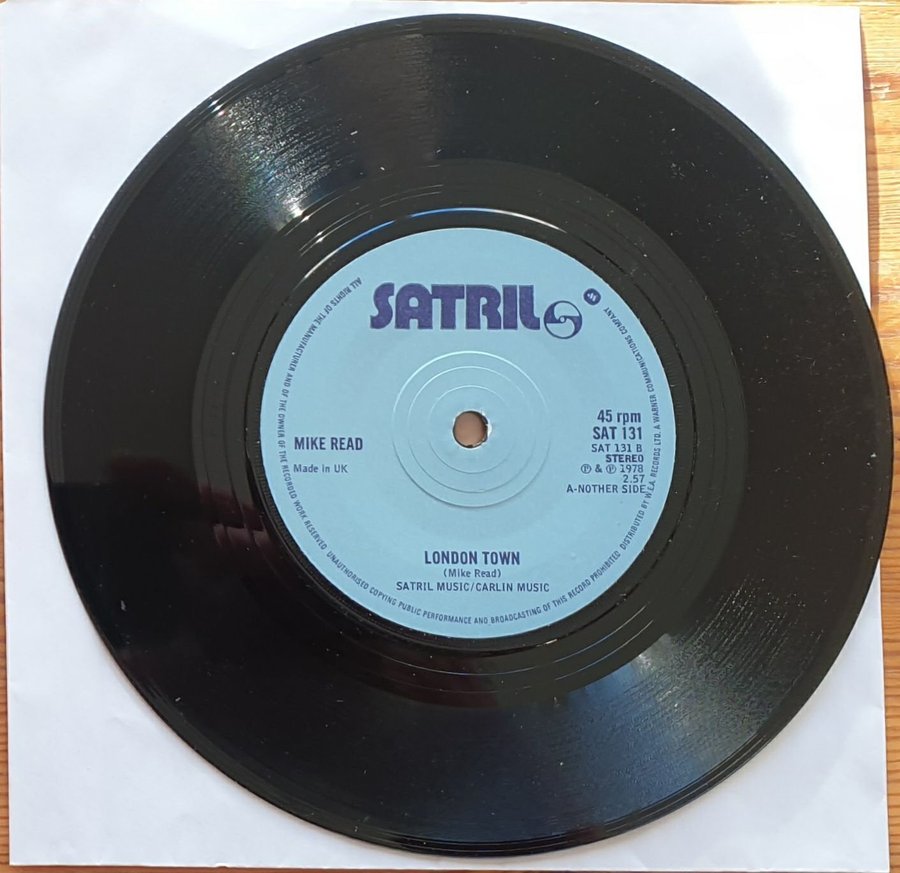 SATRIL
W
MIKE READ
Made in UK
45 rpm
SAT 131
SAT 131 B
STEREO
Ⓟ & Ⓟ 1978
2.57
A-NOTHER SIDE
LONDON TOWN
(Mike Read)
SATRIL MUSIC/CARLIN MUSIC
ALL RIGHTS OF THE MANUFACTURER AND OF THE OWNER OF THE RECORDED WORK RESERVED UNAUTHORISED COPYING PUBLIC PERFORMANCE AND BROADCASTING OF THIS RECORD PROHIBITED DISTRIBUTED BY W.E.A. RECORDS LTD. A WARNER COMMUNICATIONS COMPANY